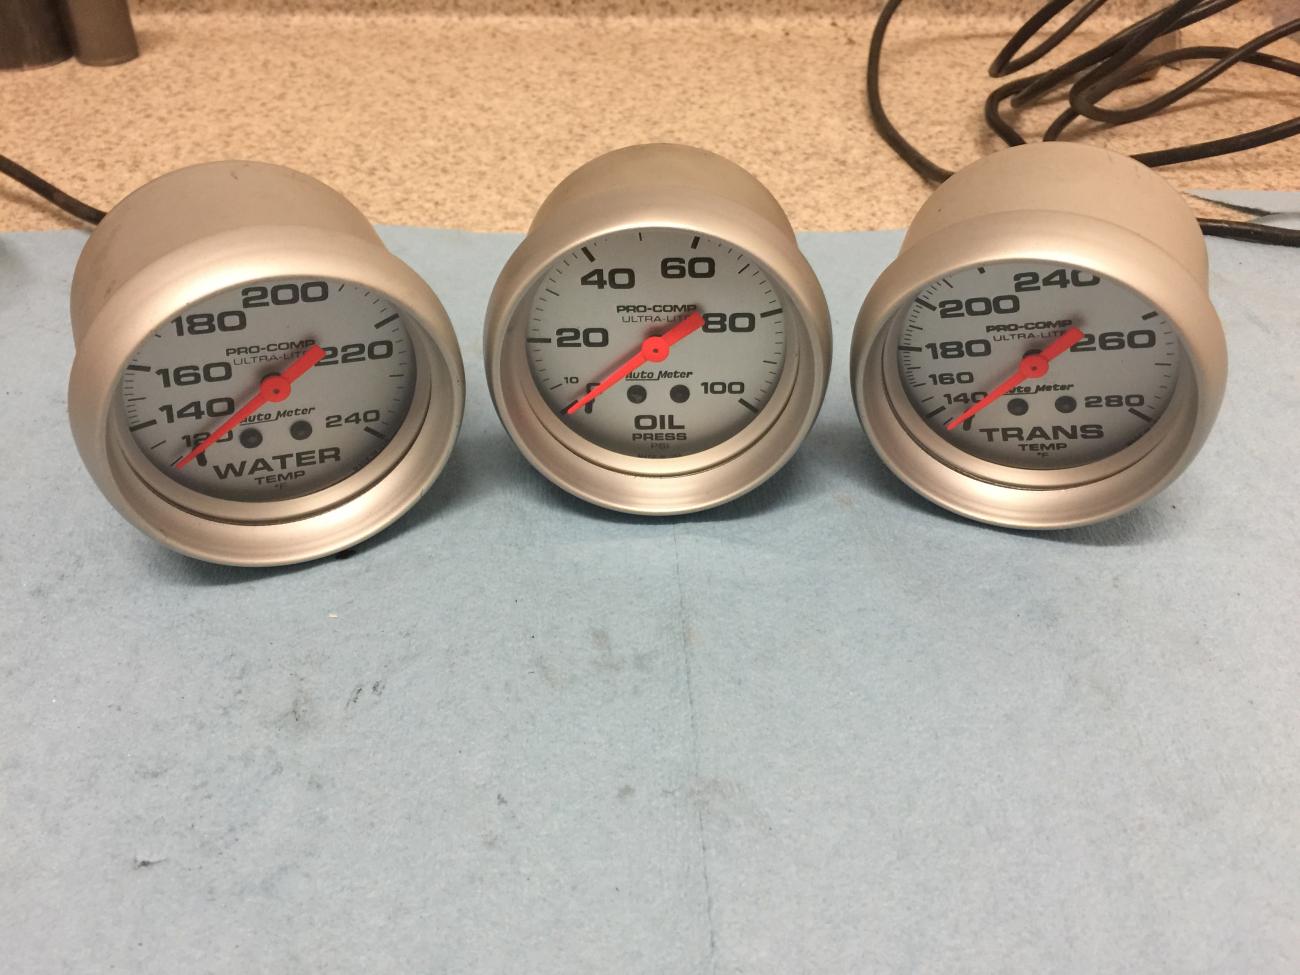 200
180
220
PRO-COMP
ULTRA-LITE
160
140
Auto Meter
120
240
WATER
TEMP
°F
40
60
PRO-COMP
ULTRA-LITE
20
80
Auto Meter
10
100
OIL
PRESS
PSI
240
200
PRO-COMP
ULTRA-LITE
260
180
160
Auto Meter
140
280
TRANS
TEMP
°F